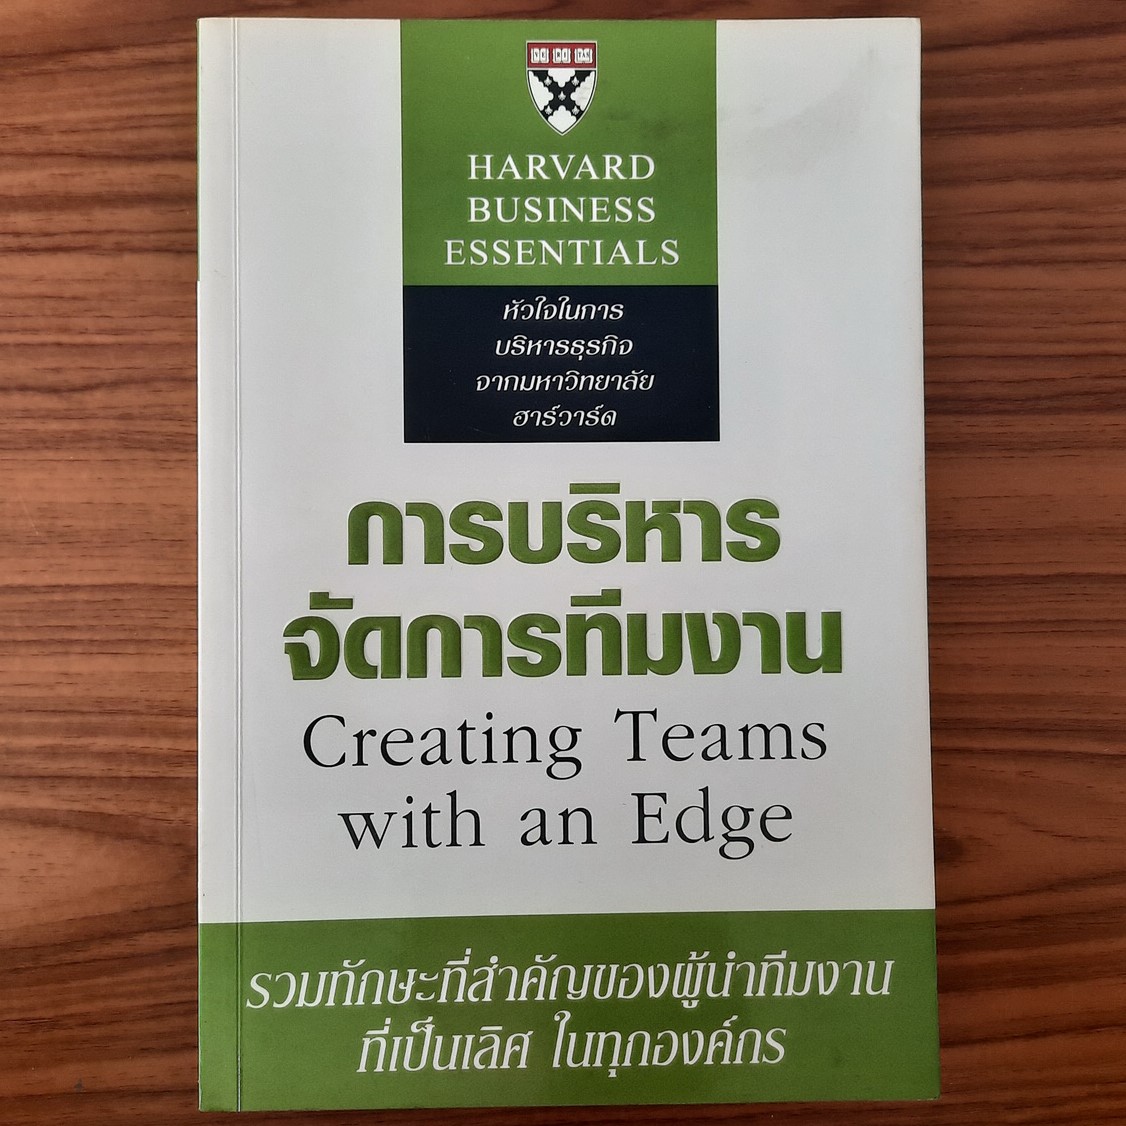 HARVARD
BUSINESS
ESSENTIALS
หัวใจในการ
บริหารธุรกิจ
จากมหาวิทยาลัย
ฮาร์วาร์ด
การบริหาร
จัดการทีมงาน
Creating Teams
with an Edge
รวมทักษะที่สำคัญของผู้นำทีมงาน
ที่เป็นเลิศ ในทุกองค์กร